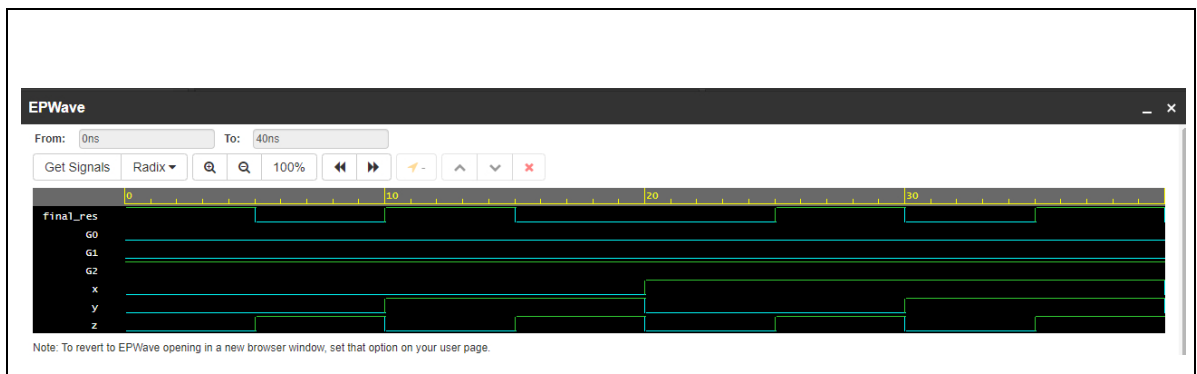 EPWave
From: 0ns To: 40ns
Get Signals Radix 100% -
0 10 20 30
final_res
G0
G1
G2
x
y
z
Note: To revert to EPWave opening in a new browser window, set that option on your user page.